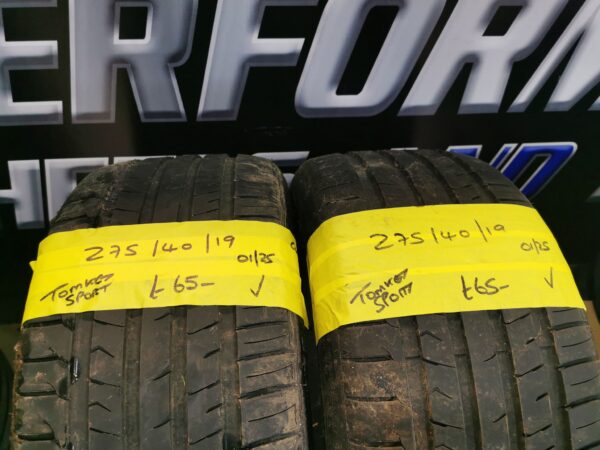 ERFORM
275/40/19
01/25
TOMKET
SPORT
£65-
275/40/19
01/25
TOMKET
SPORT
£65-